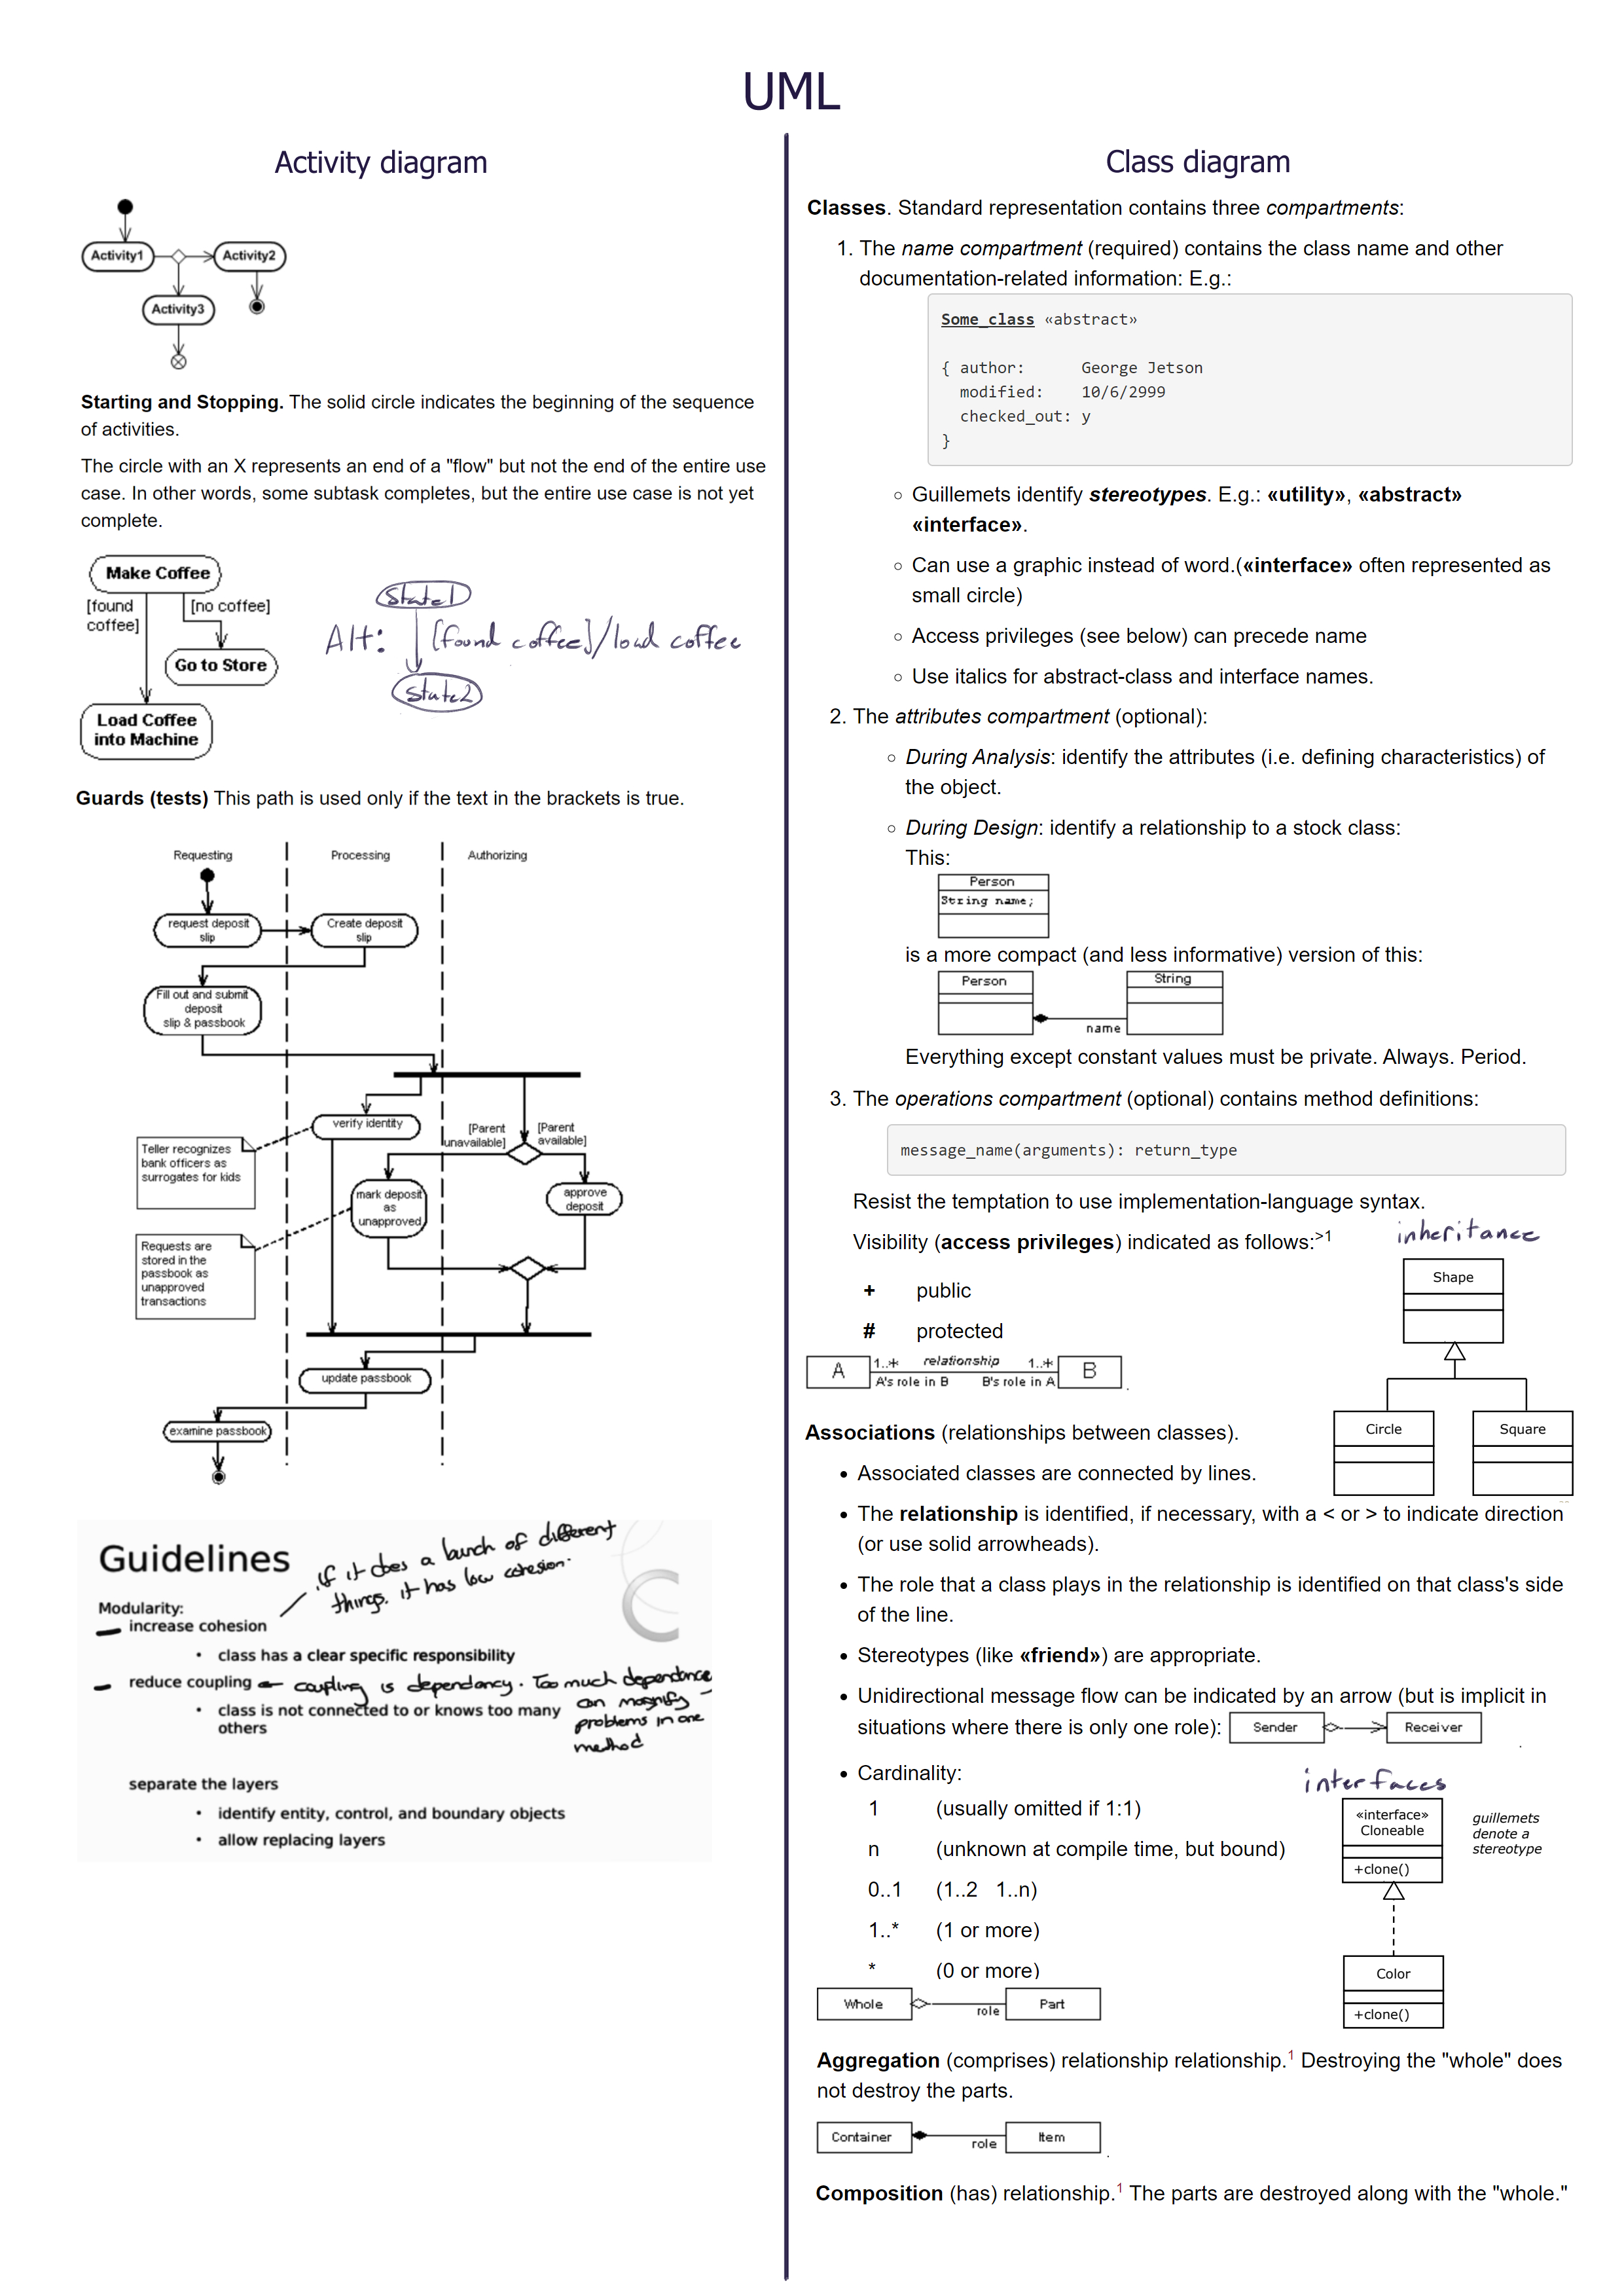 UML
Activity diagram
Activity1
Activity2
Activity3
Starting and Stopping. The solid circle indicates the beginning of the sequence
of activities.
The circle with an X represents an end of a "flow" but not the end of the entire use
case. In other words, some subtask completes, but the entire use case is not yet
complete.
Make Coffee
[found
coffee]
[no coffee]
Go to Store
Load Coffee
into Machine
State1
Alt: [found coffee]/load coffee
State2
Guards (tests) This path is used only if the text in the brackets is true.
Requesting
Processing
Authorizing
request deposit
slip
Create deposit
slip
Fill out and submit
deposit
slip & passbook
verify identity
[Parent
unavailable]
[Parent
available]
Teller recognizes
bank officers as
surrogates for kids
mark deposit
as
unapproved
approve
deposit
Requests are
stored in the
passbook as
unapproved
transactions
update passbook
examine passbook
Guidelines
if it does a bunch of different
things, it has low cohesion.
Modularity:
increase cohesion
• class has a clear specific responsibility
reduce coupling
coupling is dependancy. Too much dependance
can magnify
problems in one
method
• class is not connected to or knows too many
others
separate the layers
• identify entity, control, and boundary objects
• allow replacing layers
Class diagram
Classes. Standard representation contains three compartments:
1. The name compartment (required) contains the class name and other
documentation-related information: E.g.:
Some_class «abstract»
{ author: George Jetson
modified: 10/6/2999
checked_out: y
}
Guillemets identify stereotypes. E.g.: «utility», «abstract»
«interface».
Can use a graphic instead of word.(«interface» often represented as
small circle)
Access privileges (see below) can precede name
Use italics for abstract-class and interface names.
2. The attributes compartment (optional):
During Analysis: identify the attributes (i.e. defining characteristics) of
the object.
During Design: identify a relationship to a stock class:
This:
Person
String name;
is a more compact (and less informative) version of this:
Person
String
name
Everything except constant values must be private. Always. Period.
3. The operations compartment (optional) contains method definitions:
message_name(arguments): return_type
Resist the temptation to use implementation-language syntax.
Visibility (access privileges) indicated as follows:>1
+ public
# protected
inheritance
Shape
Circle
Square
A
1..*
relationship
1..*
B
A's role in B
B's role in A
Associations (relationships between classes).
• Associated classes are connected by lines.
• The relationship is identified, if necessary, with a < or > to indicate direction
(or use solid arrowheads).
• The role that a class plays in the relationship is identified on that class's side
of the line.
• Stereotypes (like «friend») are appropriate.
• Unidirectional message flow can be indicated by an arrow (but is implicit in
situations where there is only one role):
Sender
Receiver
• Cardinality:
1 (usually omitted if 1:1)
n (unknown at compile time, but bound)
0..1 (1..2 1..n)
1..* (1 or more)
* (0 or more)
interfaces
«interface»
Cloneable
+clone()
guillemets
denote a
stereotype
Color
+clone()
Whole
role
Part
Aggregation (comprises) relationship relationship.1 Destroying the "whole" does
not destroy the parts.
Container
role
Item
Composition (has) relationship.1 The parts are destroyed along with the "whole."